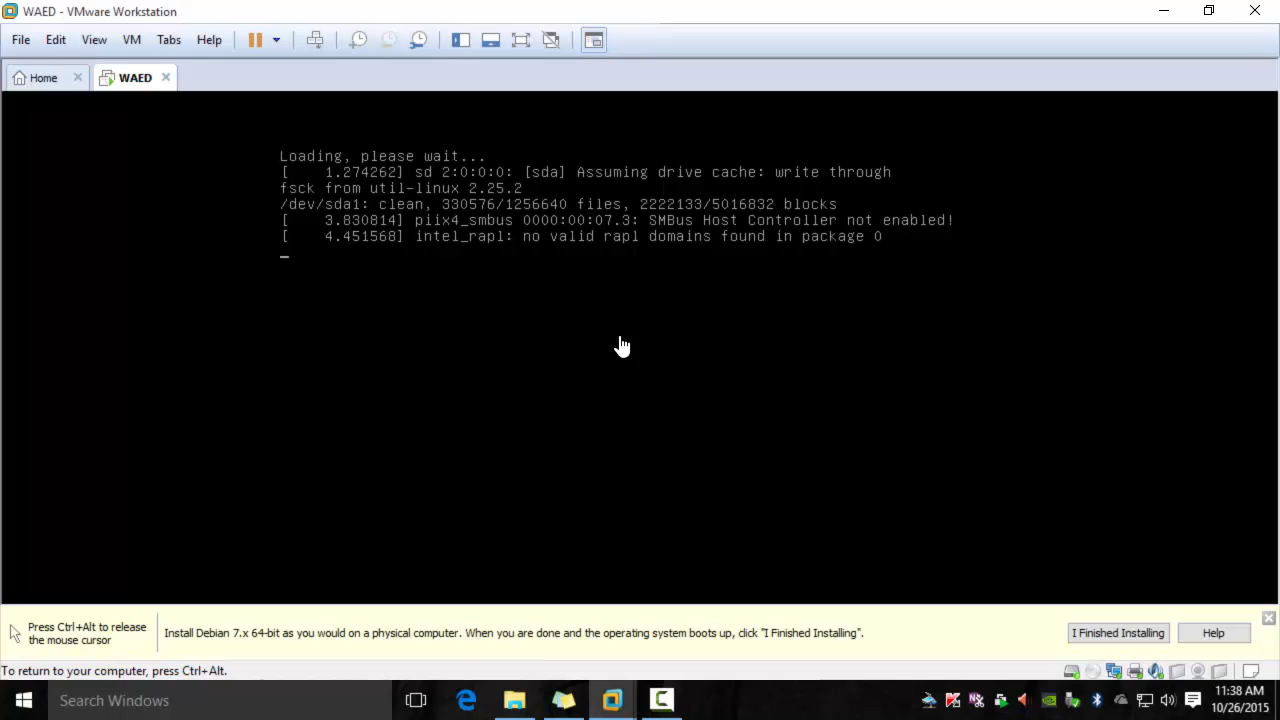 WAED - VMware Workstation
File Edit View VM Tabs Help
Home WAED
Loading, please wait...
[    1.274262] sd 2:0:0:0: [sda] Assuming drive cache: write through
fsck from util-linux 2.25.2
/dev/sda1: clean, 330576/1256640 files, 2222133/5016832 blocks
[    3.830814] piix4_smbus 0000:00:07.3: SMBus Host Controller not enabled!
[    4.451568] intel_rapl: no valid rapl domains found in package 0
Press Ctrl+Alt to release
the mouse cursor
Install Debian 7.x 64-bit as you would on a physical computer. When you are done and the operating system boots up, click "I Finished Installing".
I Finished Installing Help
To return to your computer, press Ctrl+Alt.
Search Windows
11:38 AM
10/26/2015